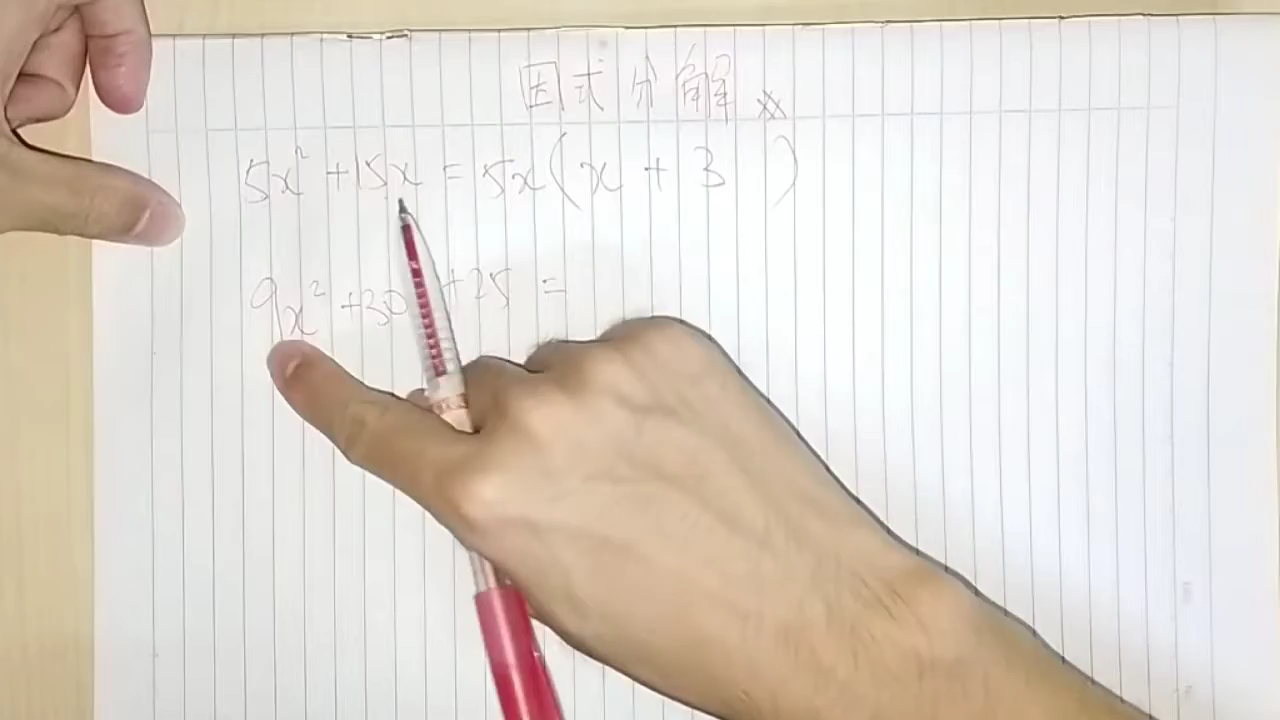 因式分解
5x² +15x = 5x(x + 3 )
9x² +30 +25 =